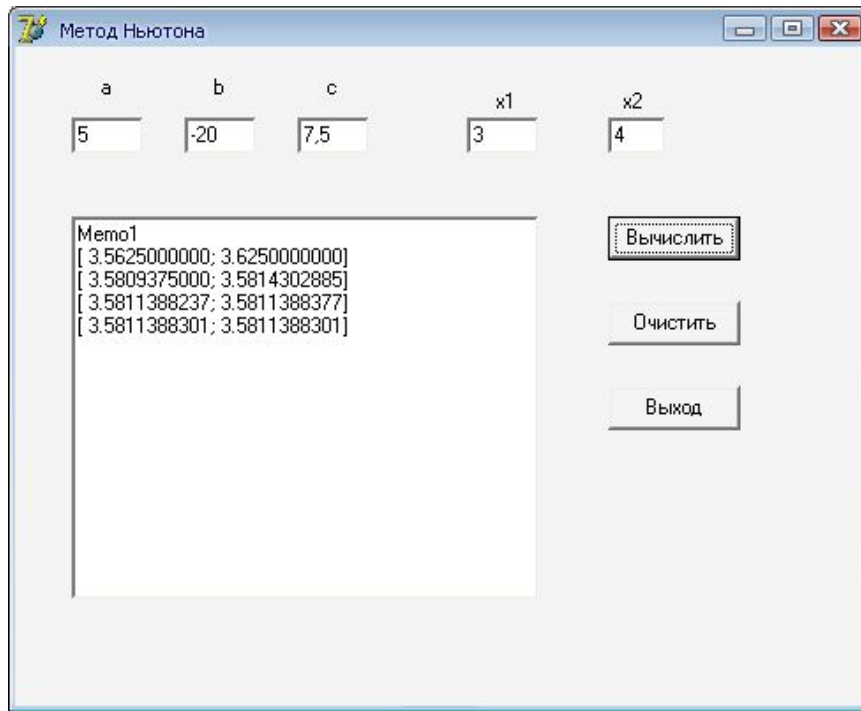 Метод Ньютона
a b c x1 x2
5 -20 7,5 3 4
Memo1
[ 3.5625000000; 3.6250000000]
[ 3.5809375000; 3.5814302885]
[ 3.5811388237; 3.5811388377]
[ 3.5811388301; 3.5811388301]
Вычислить
Очистить
Выход